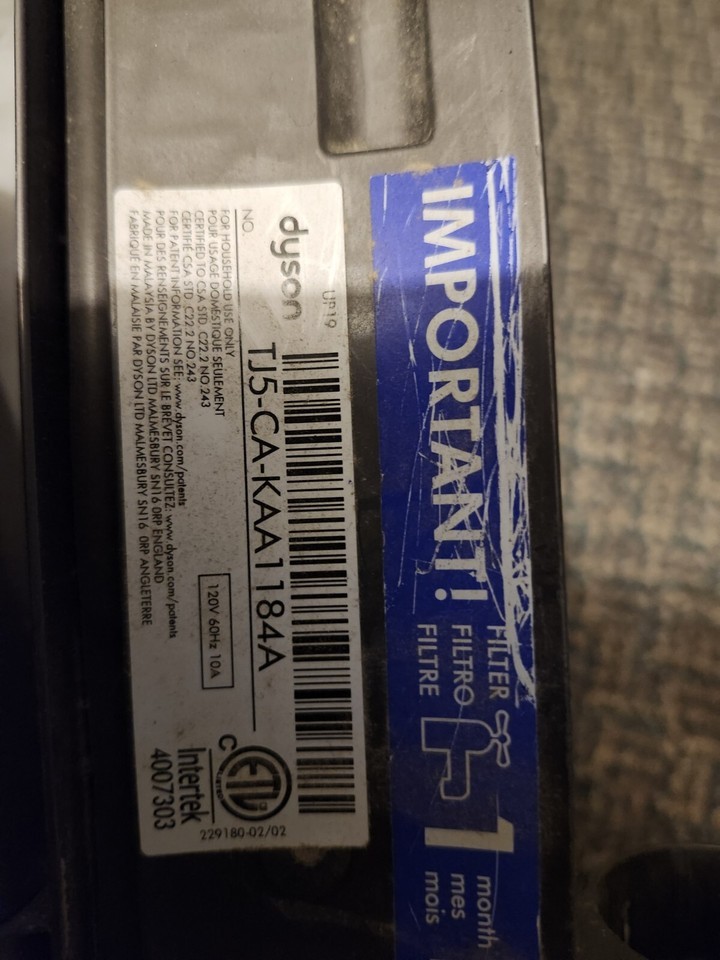 IMPORTANT!
FILTER
FILTRO
FILTRE
1
month
mes
mois
dyson
UP19
NO.
TJ5-CA-KAA1184A
FOR HOUSEHOLD USE ONLY
POUR USAGE DOMESTIQUE SEULEMENT
CERTIFIED TO CSA STD. C22.2 NO.243
CERTIFIÉ CSA STD. C22.2 NO.243
FOR PATENT INFORMATION SEE: www.dyson.com/patents
POUR DES RENSEIGNEMENTS SUR LE BREVET CONSULTEZ: www.dyson.com/patents
MADE IN MALAYSIA BY DYSON LTD MALMESBURY SN16 0RP ENGLAND
FABRIQUÉ EN MALAISIE PAR DYSON LTD MALMESBURY SN16 0RP ANGLETERRE
120V 60Hz 10A
C
ETL
Intertek
4007303
229180-02/02